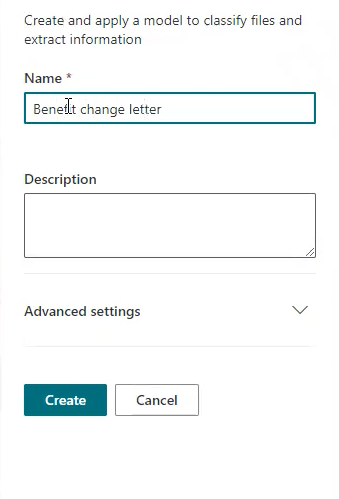 Create and apply a model to classify files and
extract information
Name *
Benefit change letter
Description
Advanced settings
Create
Cancel